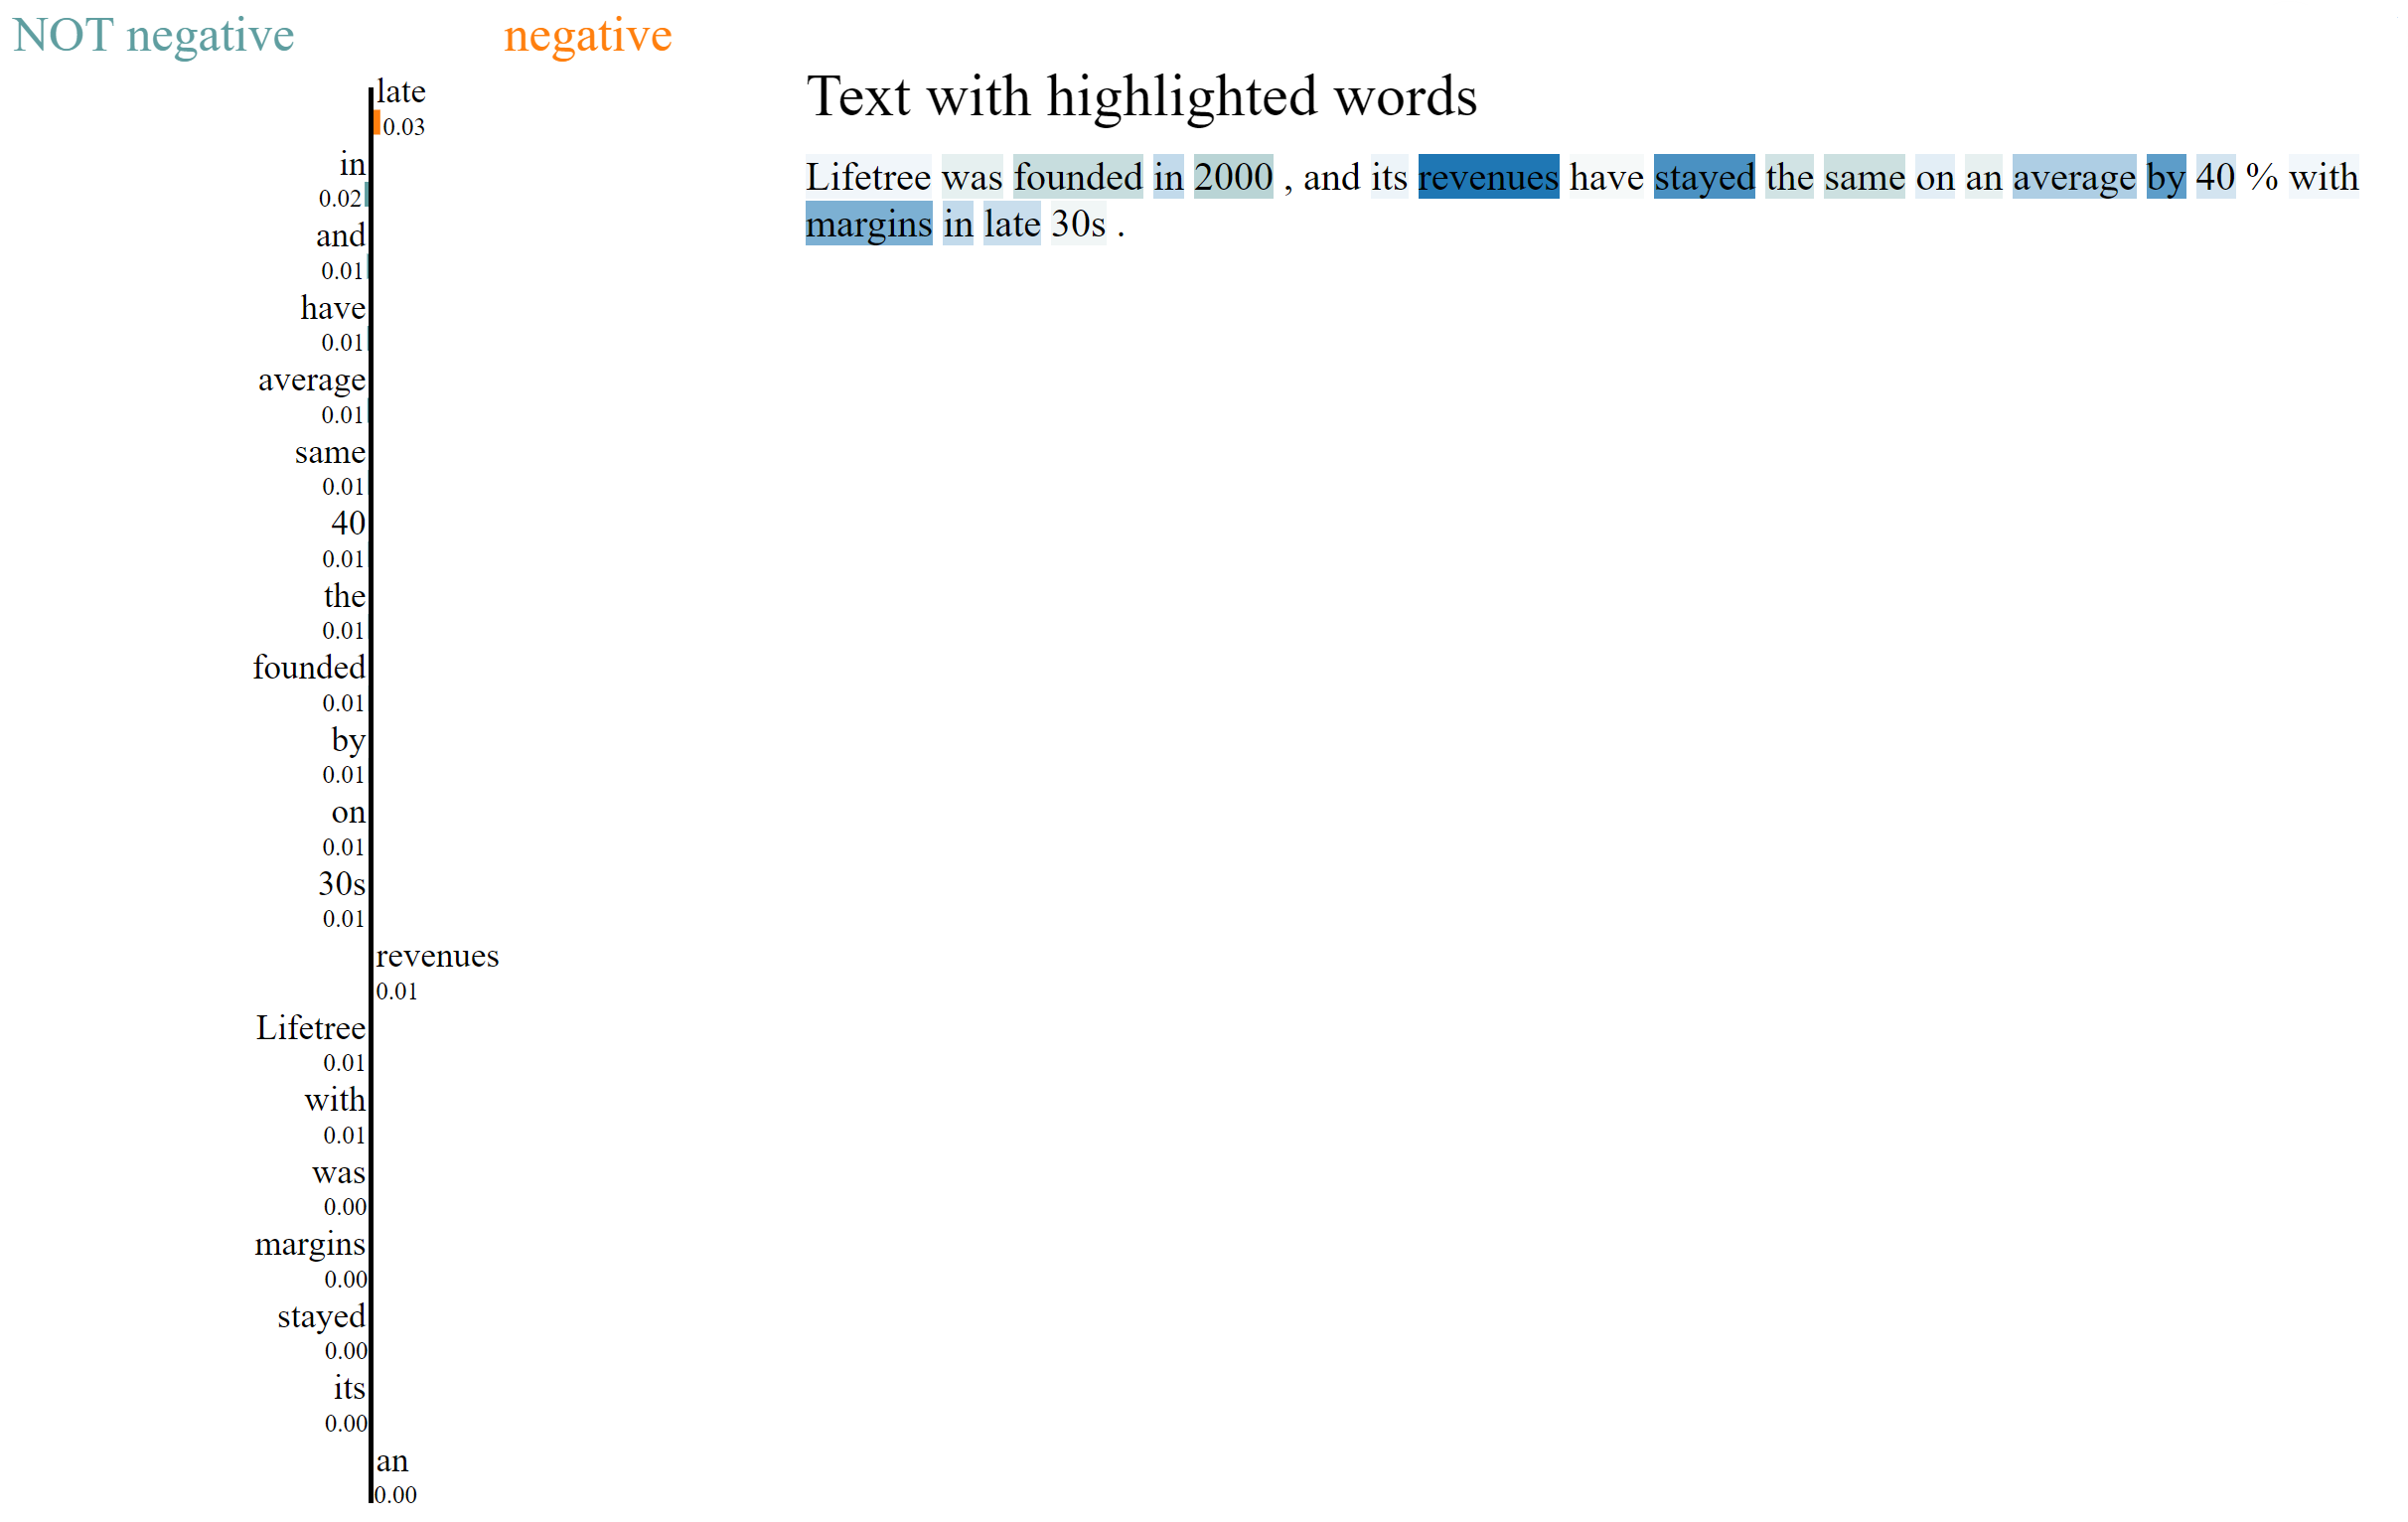 NOT negative
negative
late
0.03
in
0.02
and
0.01
have
0.01
average
0.01
same
0.01
40
0.01
the
0.01
founded
0.01
by
0.01
on
0.01
30s
0.01
revenues
0.01
Lifetree
0.01
with
0.01
was
0.00
margins
0.00
stayed
0.00
its
0.00
an
0.00
Text with highlighted words
Lifetree was founded in 2000 , and its revenues have stayed the same on an average by 40 % with
margins in late 30s .